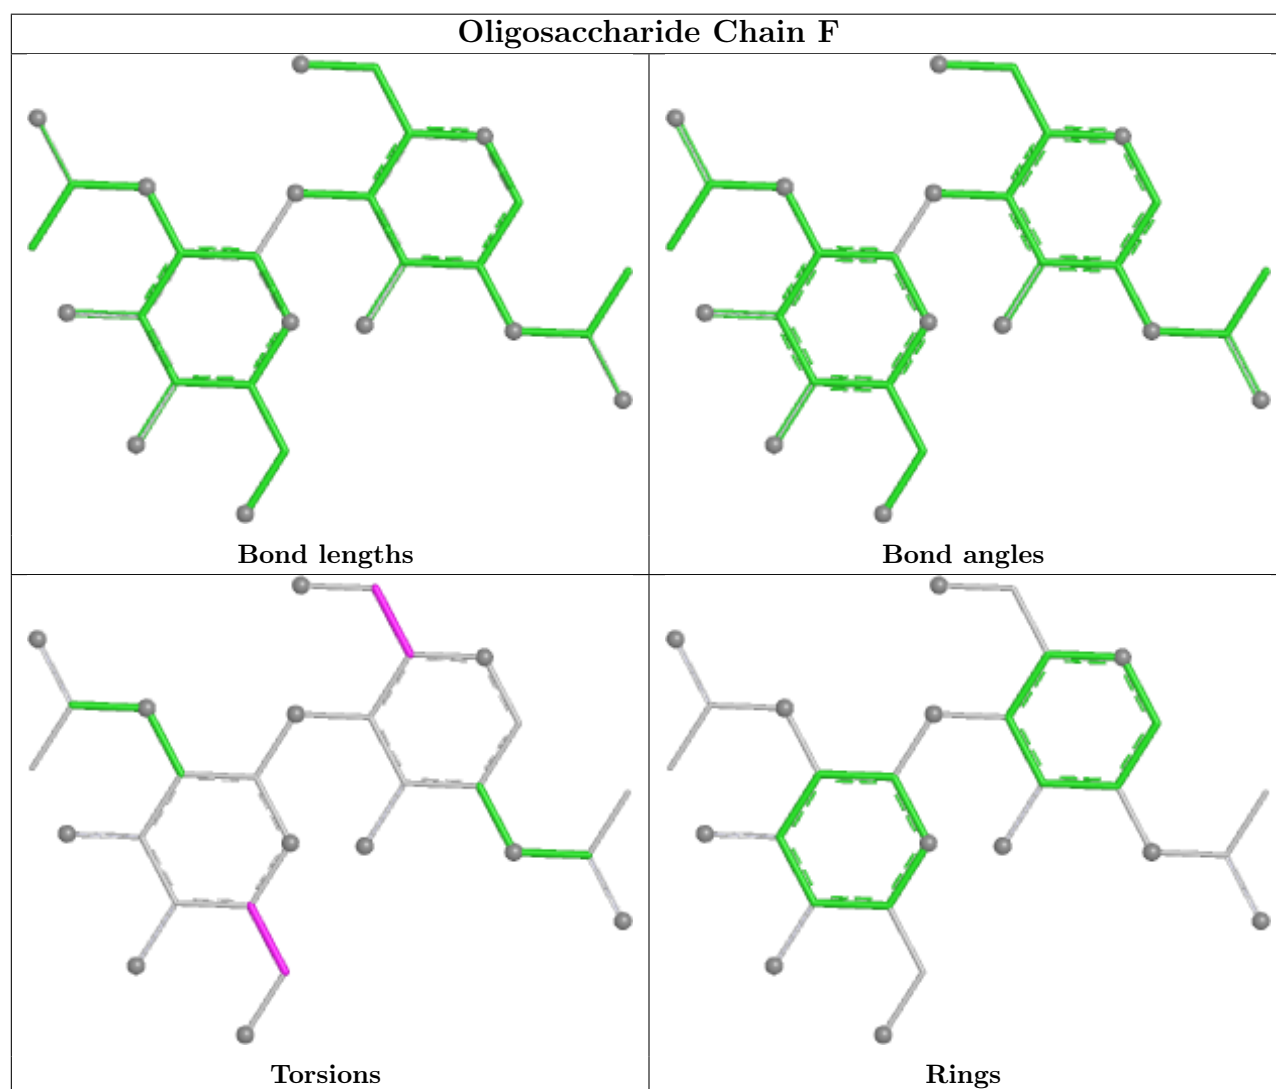 Oligosaccharide Chain F
Bond lengths
Bond angles
Torsions
Rings